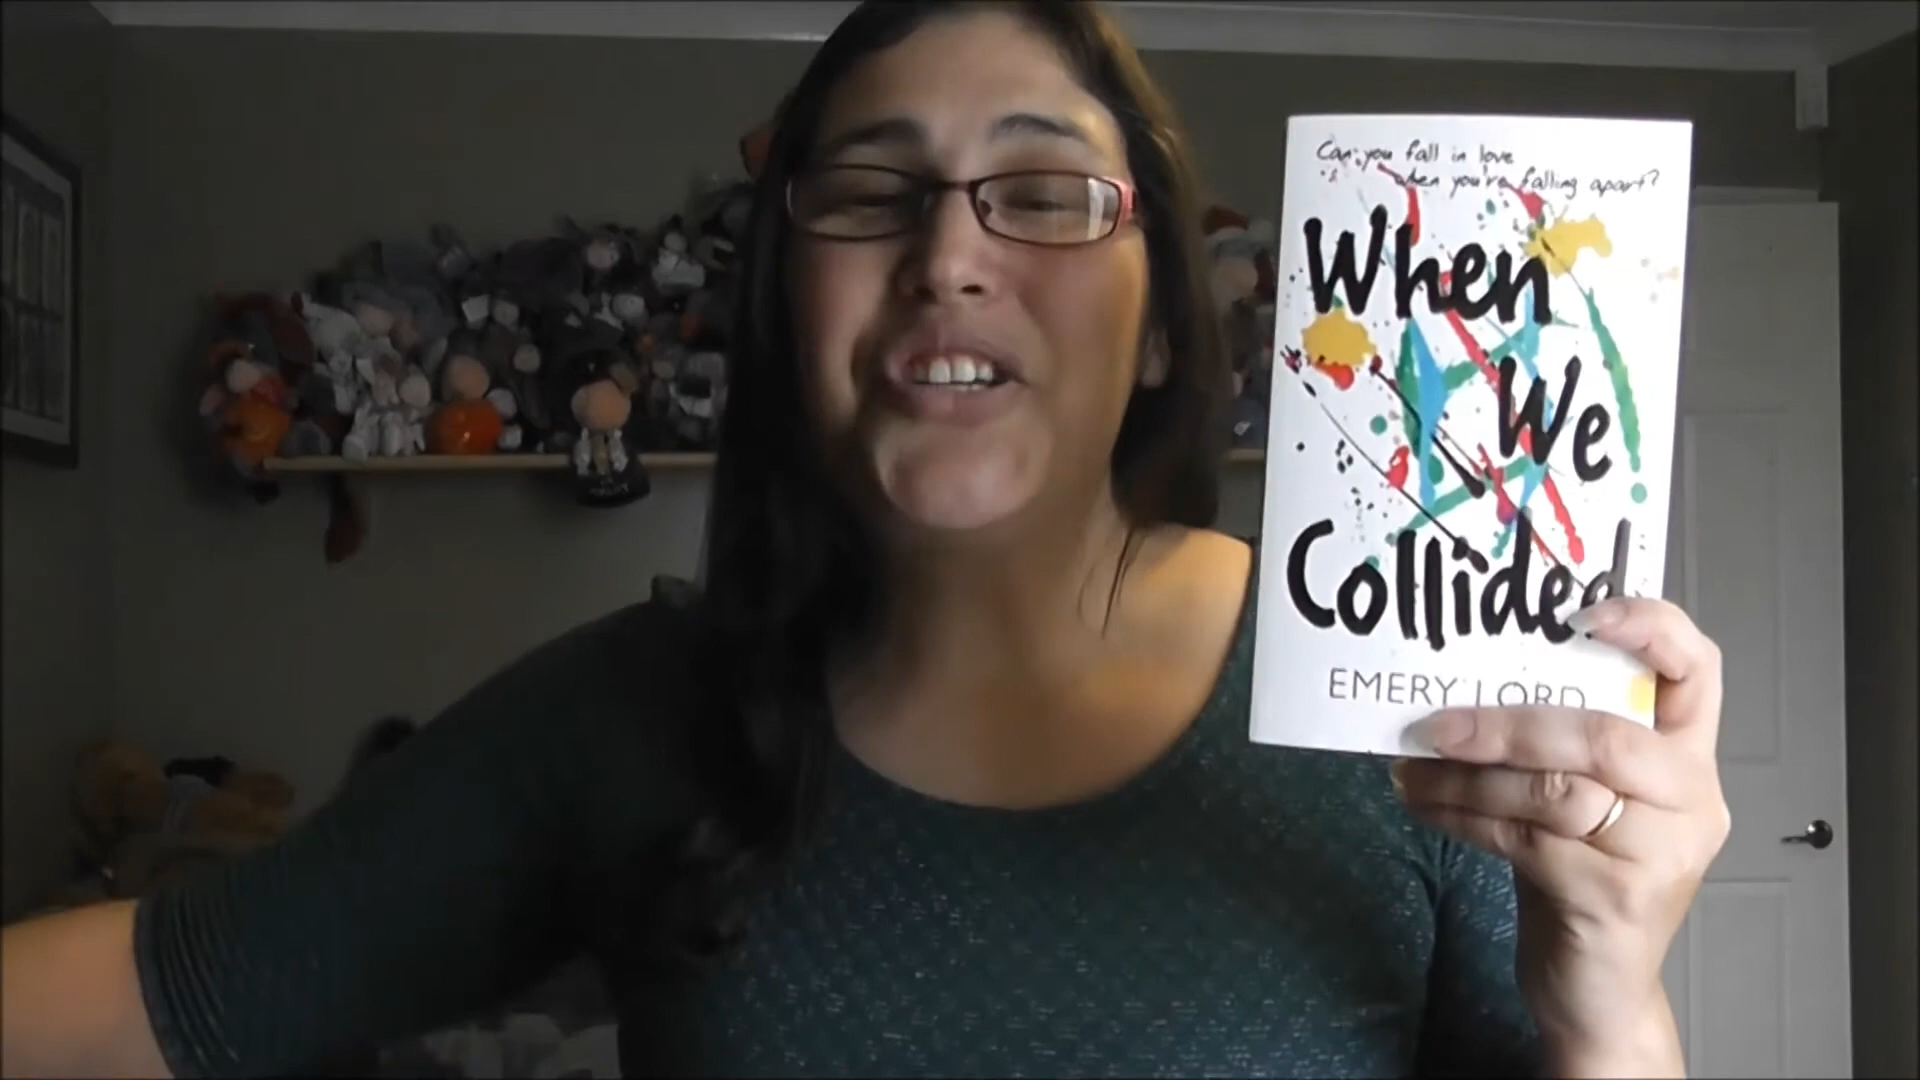 Can you fall in love
when you're falling apart?
When
We
Collided
EMERY LORD